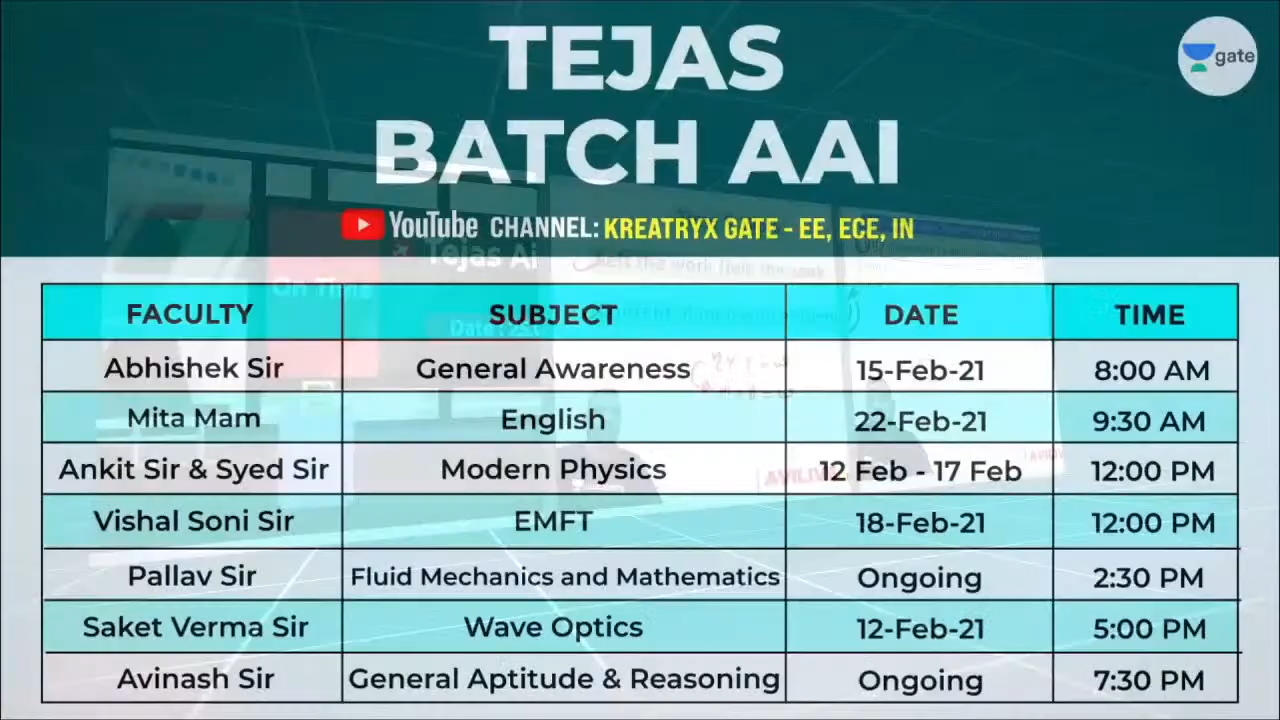 TEJAS
gate
BATCH AAI
YouTube CHANNEL: KREATRYX GATE - EE, ECE, IN
Tejas Ai
On Time
FACULTY SUBJECT DATE TIME
Abhishek Sir General Awareness 15-Feb-21 8:00 AM
Mita Mam English 22-Feb-21 9:30 AM
Ankit Sir & Syed Sir Modern Physics 12 Feb - 17 Feb 12:00 PM
Vishal Soni Sir EMFT 18-Feb-21 12:00 PM
Pallav Sir Fluid Mechanics and Mathematics Ongoing 2:30 PM
Saket Verma Sir Wave Optics 12-Feb-21 5:00 PM
Avinash Sir General Aptitude & Reasoning Ongoing 7:30 PM